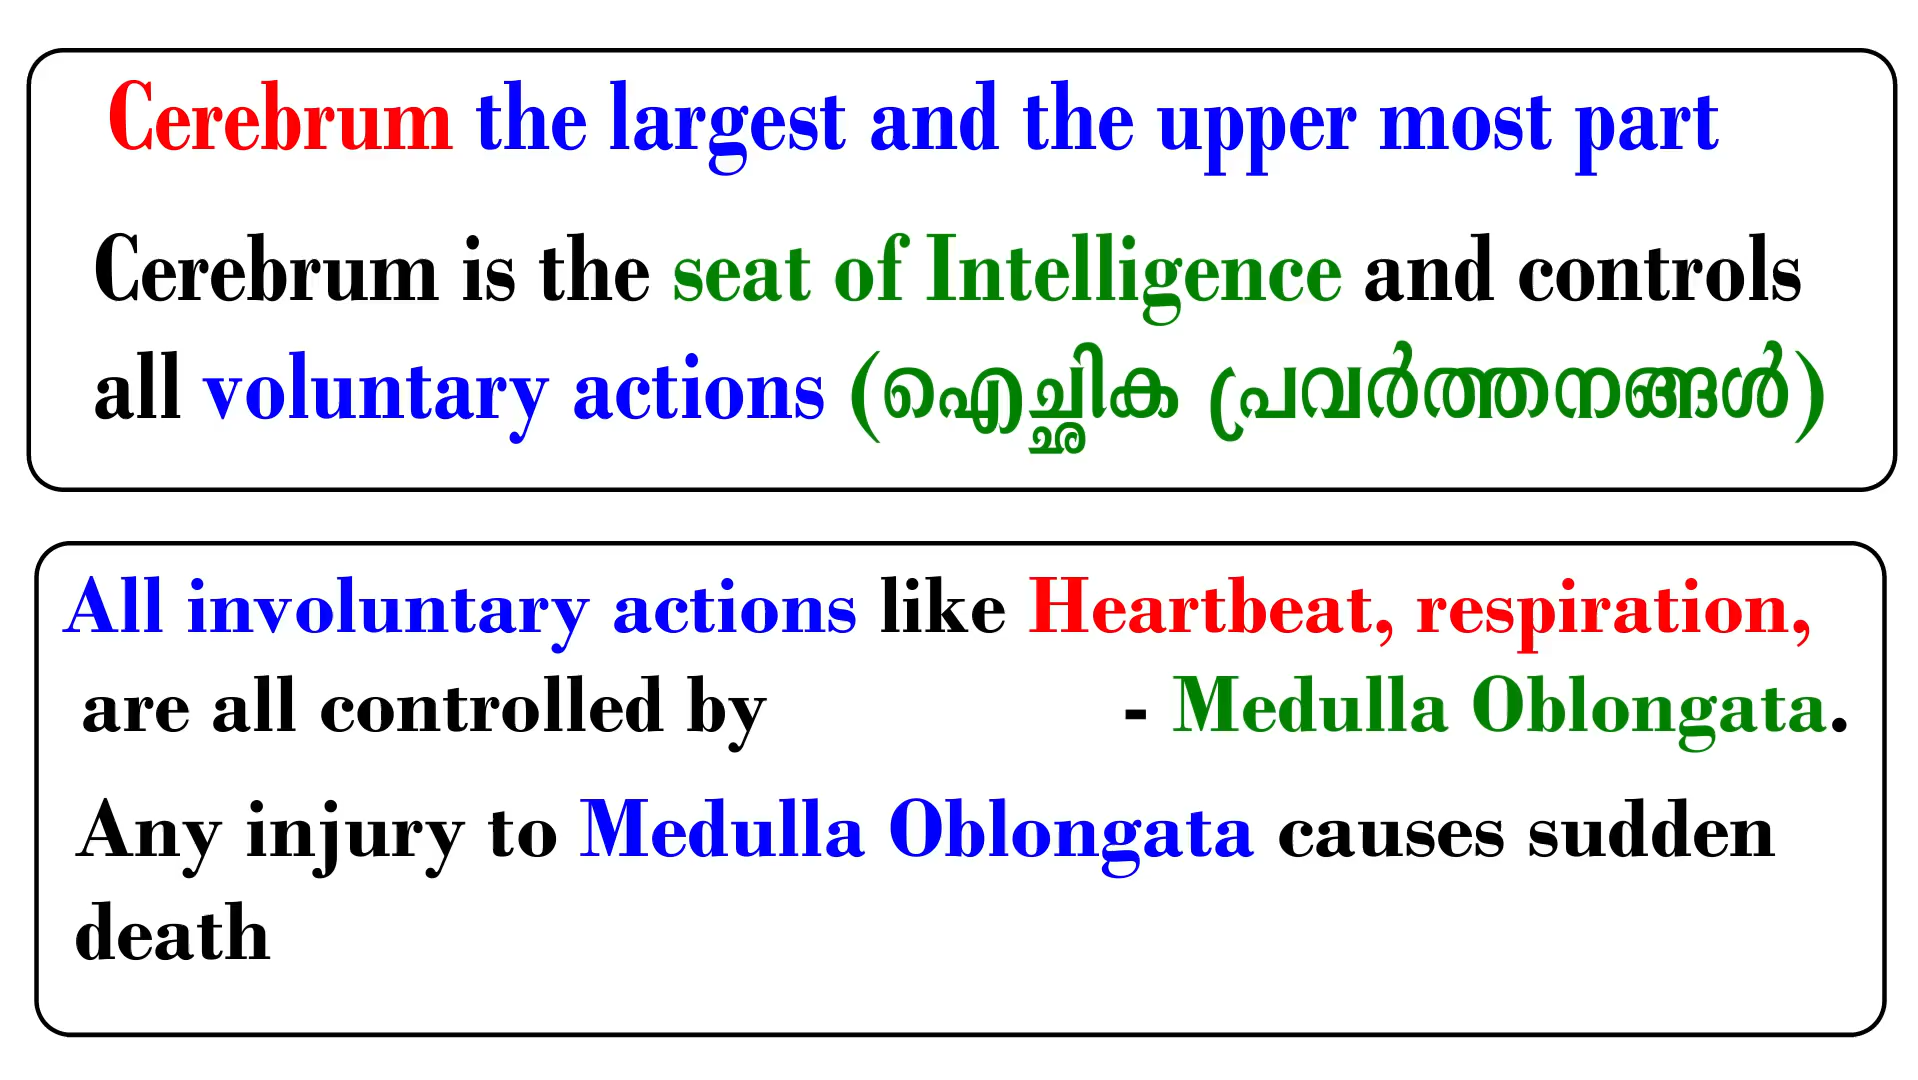 Cerebrum the largest and the upper most part
Cerebrum is the seat of Intelligence and controls
all voluntary actions (ഐച്ഛിക പ്രവർത്തനങ്ങൾ)
All involuntary actions like Heartbeat, respiration,
are all controlled by - Medulla Oblongata.
Any injury to Medulla Oblongata causes sudden
death